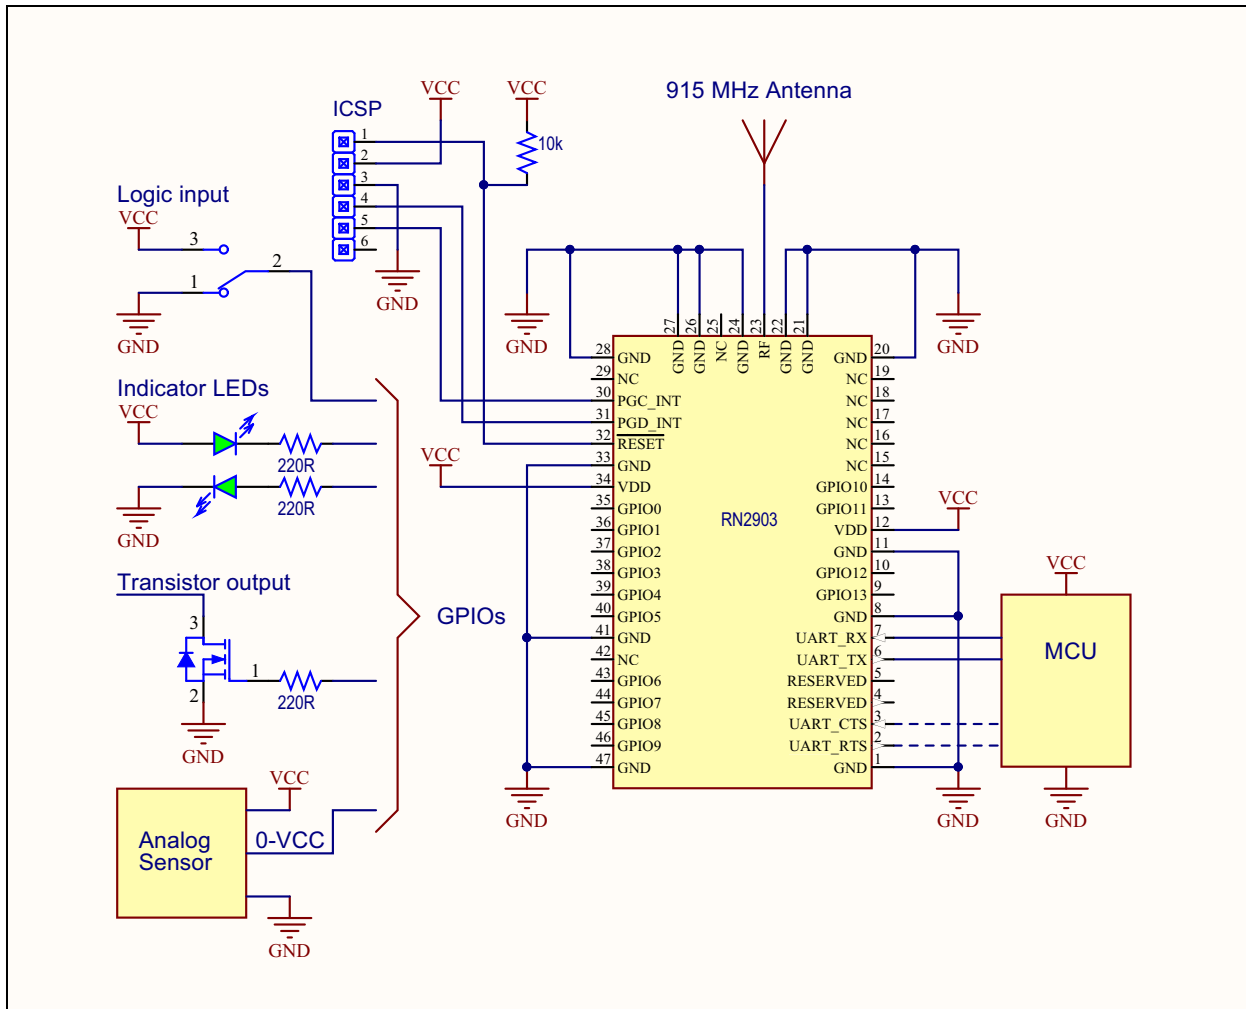 915 MHz Antenna
VCC
VCC
ICSP
1
2
3
4
5
6
10k
GND
Logic input
VCC
3
2
1
GND
Indicator LEDs
VCC
220R
220R
GND
Transistor output
3
1
2
220R
GND
Analog
Sensor
VCC
0-VCC
GND
GPIOs
VCC
GND
GND
27 GND
26 GND
25 NC
24 GND
23 RF
22 GND
21 GND
28 GND
29 NC
30 PGC_INT
31 PGD_INT
32 RESET
33 GND
34 VDD
35 GPIO0
36 GPIO1
37 GPIO2
38 GPIO3
39 GPIO4
40 GPIO5
41 GND
42 NC
43 GPIO6
44 GPIO7
45 GPIO8
46 GPIO9
47 GND
RN2903
GND 20
NC 19
NC 18
NC 17
NC 16
NC 15
GPIO10 14
GPIO11 13
VDD 12
GND 11
GPIO12 10
GPIO13 9
GND 8
UART_RX 7
UART_TX 6
RESERVED 5
RESERVED 4
UART_CTS 3
UART_RTS 2
GND 1
GND
VCC
GND
VCC
MCU
GND